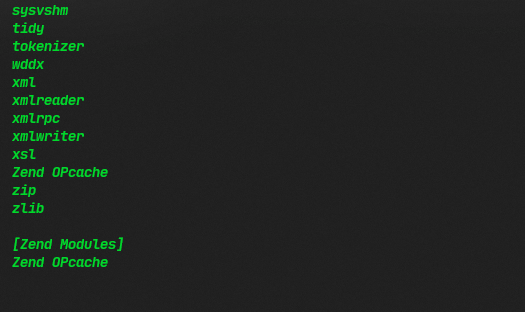 sysvshm
tidy
tokenizer
wddx
xml
xmlreader
xmlrpc
xmlwriter
xsl
Zend OPcache
zip
zlib
[Zend Modules]
Zend OPcache